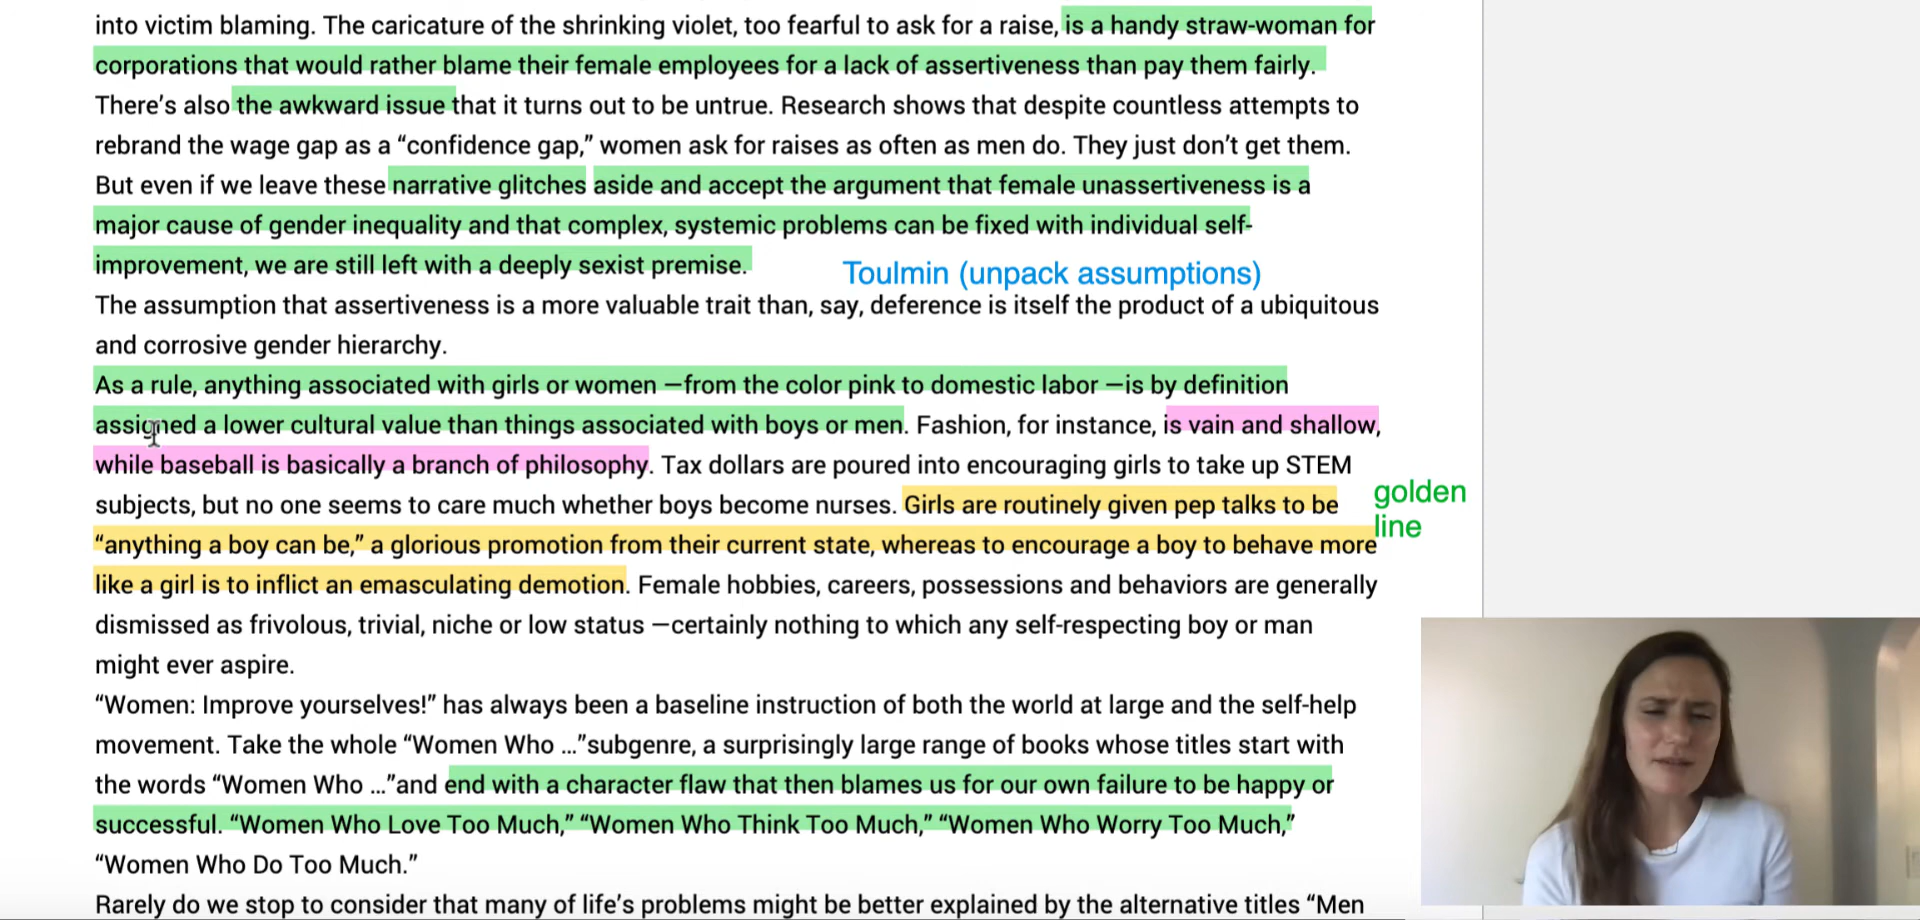 into victim blaming. The caricature of the shrinking violet, too fearful to ask for a raise, is a handy straw-woman for
corporations that would rather blame their female employees for a lack of assertiveness than pay them fairly.
There’s also the awkward issue that it turns out to be untrue. Research shows that despite countless attempts to
rebrand the wage gap as a “confidence gap,” women ask for raises as often as men do. They just don’t get them.
But even if we leave these narrative glitches aside and accept the argument that female unassertiveness is a
major cause of gender inequality and that complex, systemic problems can be fixed with individual self-
improvement, we are still left with a deeply sexist premise.
Toulmin (unpack assumptions)
The assumption that assertiveness is a more valuable trait than, say, deference is itself the product of a ubiquitous
and corrosive gender hierarchy.
As a rule, anything associated with girls or women —from the color pink to domestic labor —is by definition
assigned a lower cultural value than things associated with boys or men. Fashion, for instance, is vain and shallow,
while baseball is basically a branch of philosophy. Tax dollars are poured into encouraging girls to take up STEM
subjects, but no one seems to care much whether boys become nurses. Girls are routinely given pep talks to be
golden
line
“anything a boy can be,” a glorious promotion from their current state, whereas to encourage a boy to behave more
like a girl is to inflict an emasculating demotion. Female hobbies, careers, possessions and behaviors are generally
dismissed as frivolous, trivial, niche or low status —certainly nothing to which any self-respecting boy or man
might ever aspire.
“Women: Improve yourselves!” has always been a baseline instruction of both the world at large and the self-help
movement. Take the whole “Women Who ...”subgenre, a surprisingly large range of books whose titles start with
the words “Women Who ...”and end with a character flaw that then blames us for our own failure to be happy or
successful. “Women Who Love Too Much,” “Women Who Think Too Much,” “Women Who Worry Too Much,”
“Women Who Do Too Much.”
Rarely do we stop to consider that many of life’s problems might be better explained by the alternative titles “Men